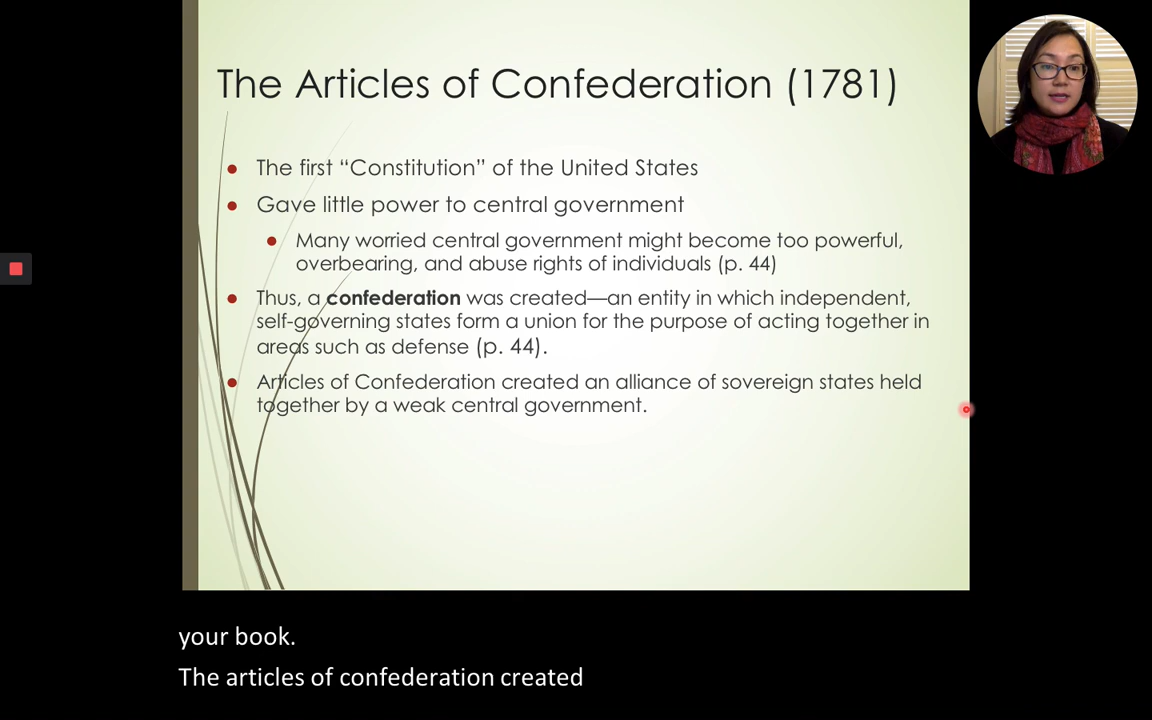 The Articles of Confederation (1781)
The first “Constitution” of the United States
Gave little power to central government
Many worried central government might become too powerful,
overbearing, and abuse rights of individuals (p. 44)
Thus, a confederation was created—an entity in which independent,
self-governing states form a union for the purpose of acting together in
areas such as defense (p. 44).
Articles of Confederation created an alliance of sovereign states held
together by a weak central government.
your book.
The articles of confederation created